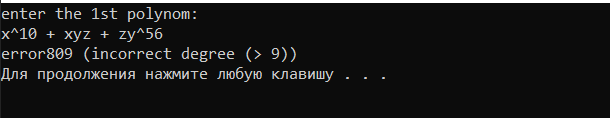 enter the 1st polynom:
x^10 + xyz + zy^56
error809 (incorrect degree (> 9))
Для продолжения нажмите любую клавишу . . .